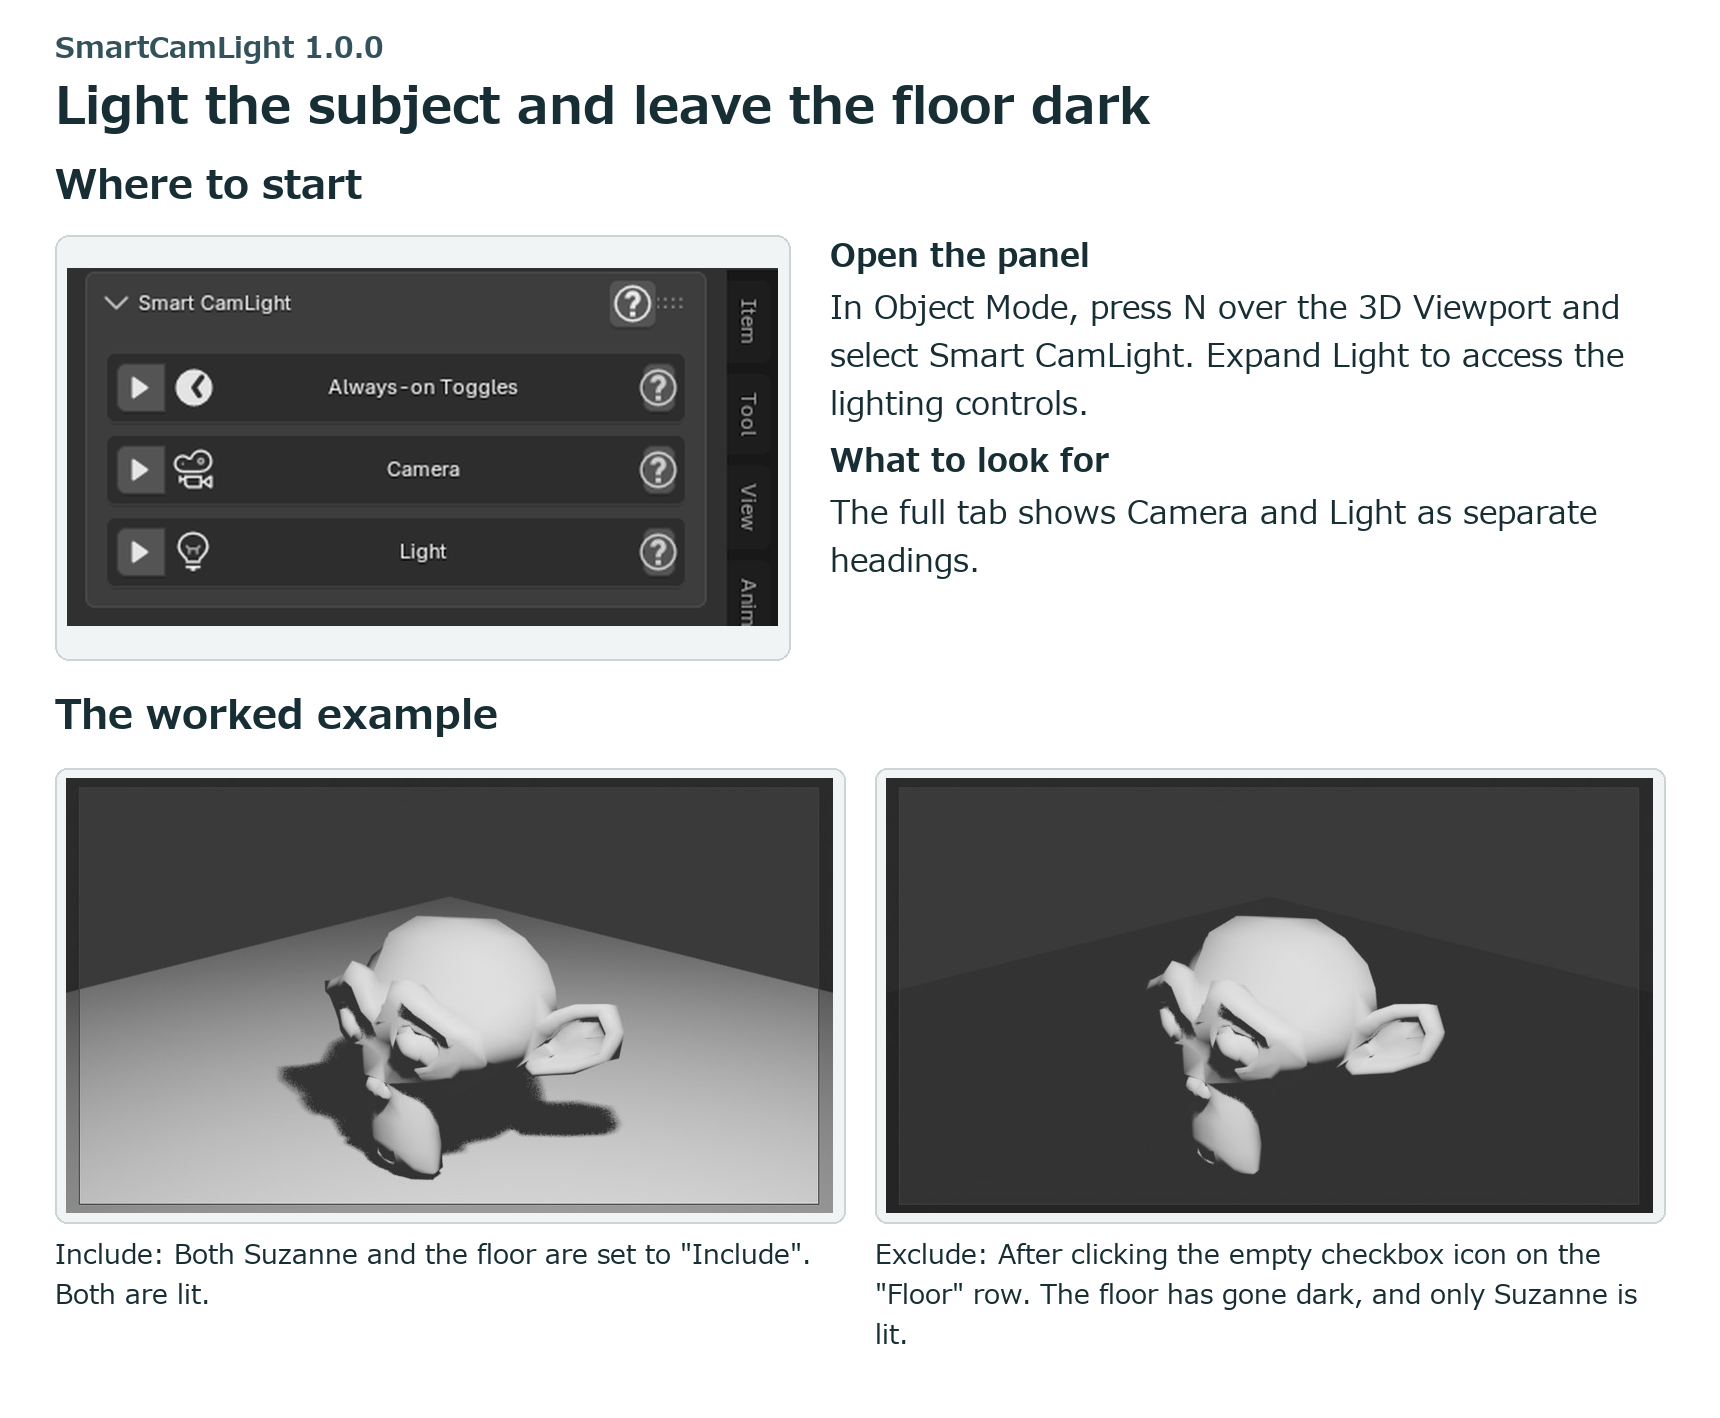 SmartCamLight 1.0.0
Light the subject and leave the floor dark
Where to start
Smart CamLight
Always-on Toggles
Camera
Light
Item
Tool
View
Anim
Open the panel
In Object Mode, press N over the 3D Viewport and
select Smart CamLight. Expand Light to access the
lighting controls.
What to look for
The full tab shows Camera and Light as separate
headings.
The worked example
Include: Both Suzanne and the floor are set to "Include".
Both are lit.
Exclude: After clicking the empty checkbox icon on the
"Floor" row. The floor has gone dark, and only Suzanne is
lit.